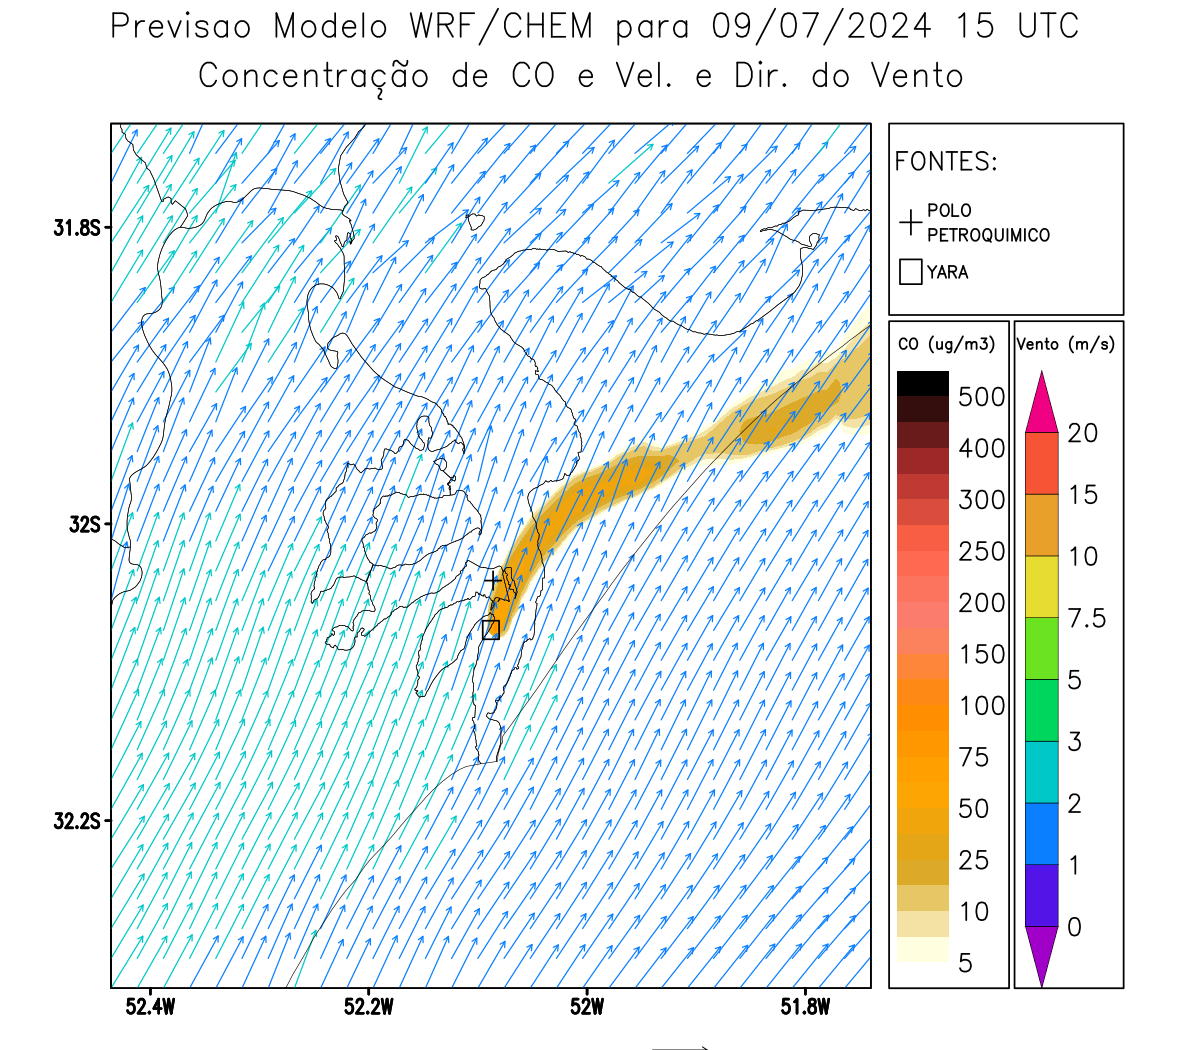 Previsao Modelo WRF/CHEM para 09/07/2024 15 UTC
Concentração de CO e Vel. e Dir. do Vento
FONTES:
POLO
PETROQUIMICO
YARA
31.8S
32S
32.2S
52.4W
52.2W
52W
51.8W
CO (ug/m3)
500
400
300
250
200
150
100
75
50
25
10
5
Vento (m/s)
20
15
10
7.5
5
3
2
1
0